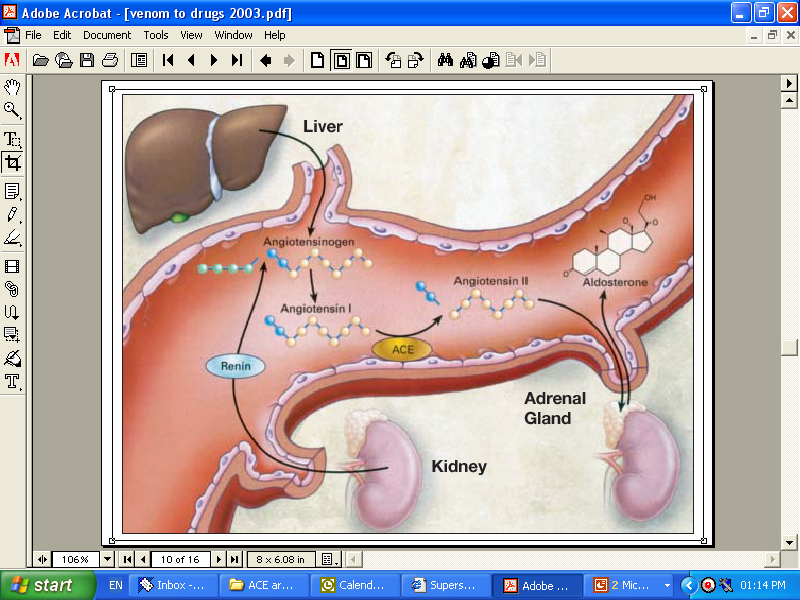 Adobe Acrobat - [venom to drugs 2003.pdf]
File Edit Document Tools View Window Help
Liver
Angiotensinogen
OH
O
O
O
Aldosterone
Angiotensin II
Angiotensin I
ACE
Renin
Adrenal
Gland
Kidney
106% 10 of 16 8 x 6.08 in
start EN Inbox -... ACE ar... Calend... Supers... Adobe ... 2 Mic... 01:14 PM